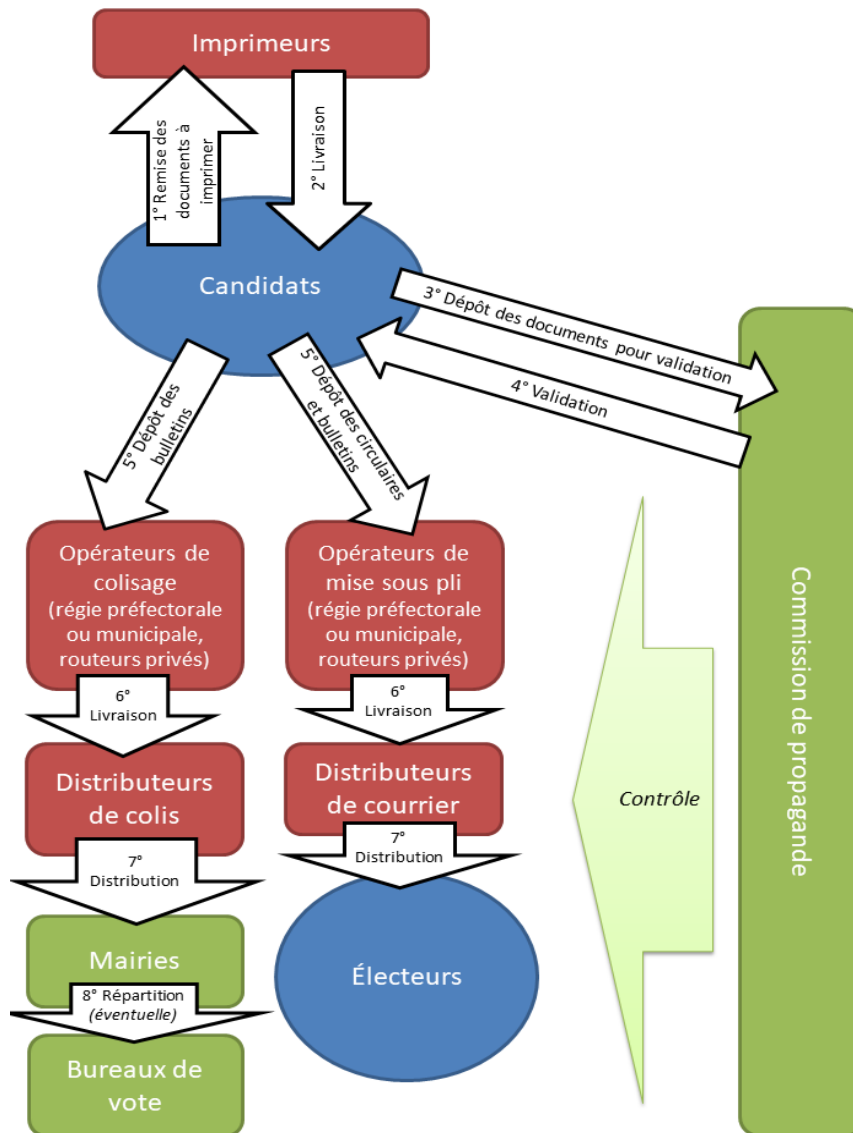 Imprimeurs
1° Remise des
documents à
imprimer
2° Livraison
Candidats
3° Dépôt des documents pour validation
4° Validation
5° Dépôt des
bulletins
5° Dépôt des circulaires
et bulletins
Opérateurs de
colisage
(régie préfectorale
ou municipale,
routeurs privés)
Opérateurs de
mise sous pli
(régie préfectorale
ou municipale,
routeurs privés)
6°
Livraison
6°
Livraison
Distributeurs
de colis
Distributeurs
de courrier
7°
Distribution
7°
Distribution
Mairies
Électeurs
8° Répartition
(éventuelle)
Bureaux de
vote
Contrôle
Commission de propagande